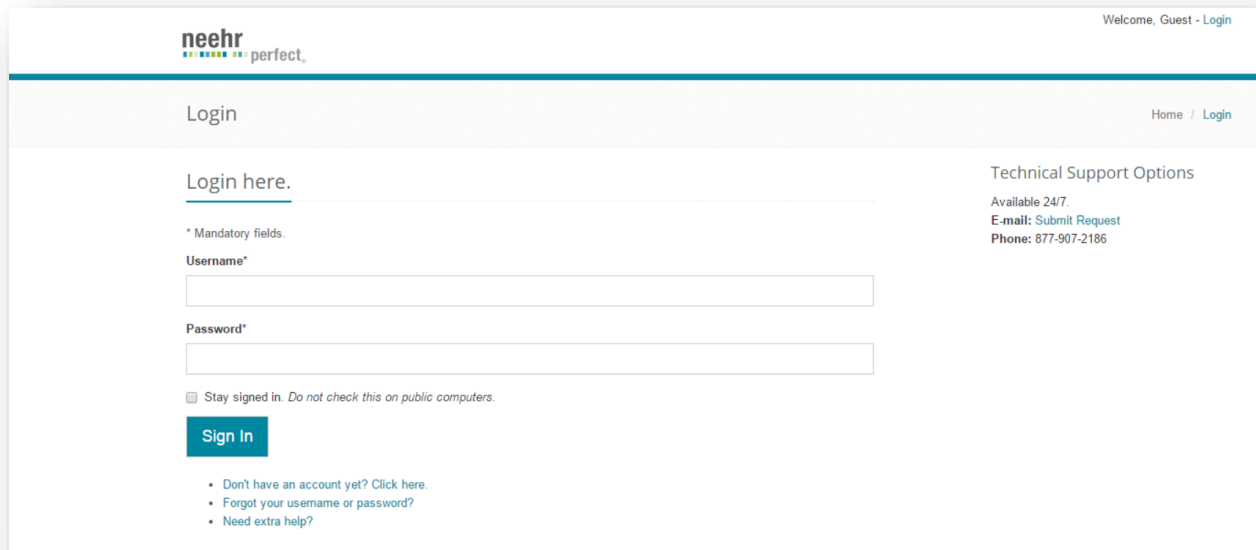 Welcome, Guest - Login
neehr
perfect®
Login
Home / Login
Login here.
* Mandatory fields.
Username*
Password*
Stay signed in. Do not check this on public computers.
Sign In
• Don't have an account yet? Click here.
• Forgot your username or password?
• Need extra help?
Technical Support Options
Available 24/7.
E-mail: Submit Request
Phone: 877-907-2186